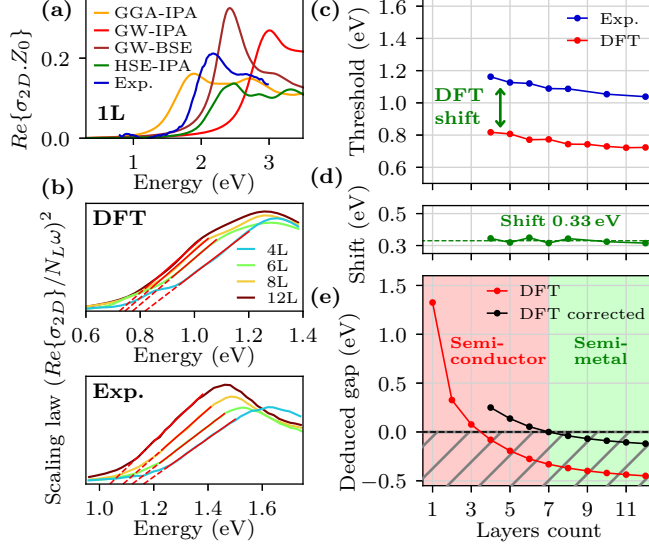 (a)
GGA-IPA
GW-IPA
GW-BSE
HSE-IPA
Exp.
1L
0.2
0.0
1
2
3
Energy (eV)
Re{σ2D.Z0}
(b)
DFT
4L
6L
8L
12L
0.6
0.8
1.0
1.2
1.4
Energy (eV)
Scaling law (Re{σ2D}/NLω)²
Exp.
1.0
1.2
1.4
1.6
Energy (eV)
(c)
Exp.
DFT
DFT
shift
1.6
1.4
1.2
1.0
0.8
0.6
Threshold (eV)
(d)
Shift 0.33 eV
0.5
0.3
Shift (eV)
(e)
DFT
DFT corrected
Semi-
conductor
Semi-
metal
1.5
1.0
0.5
0.0
−0.5
Deduced gap (eV)
1
3
5
7
9
11
Layers count